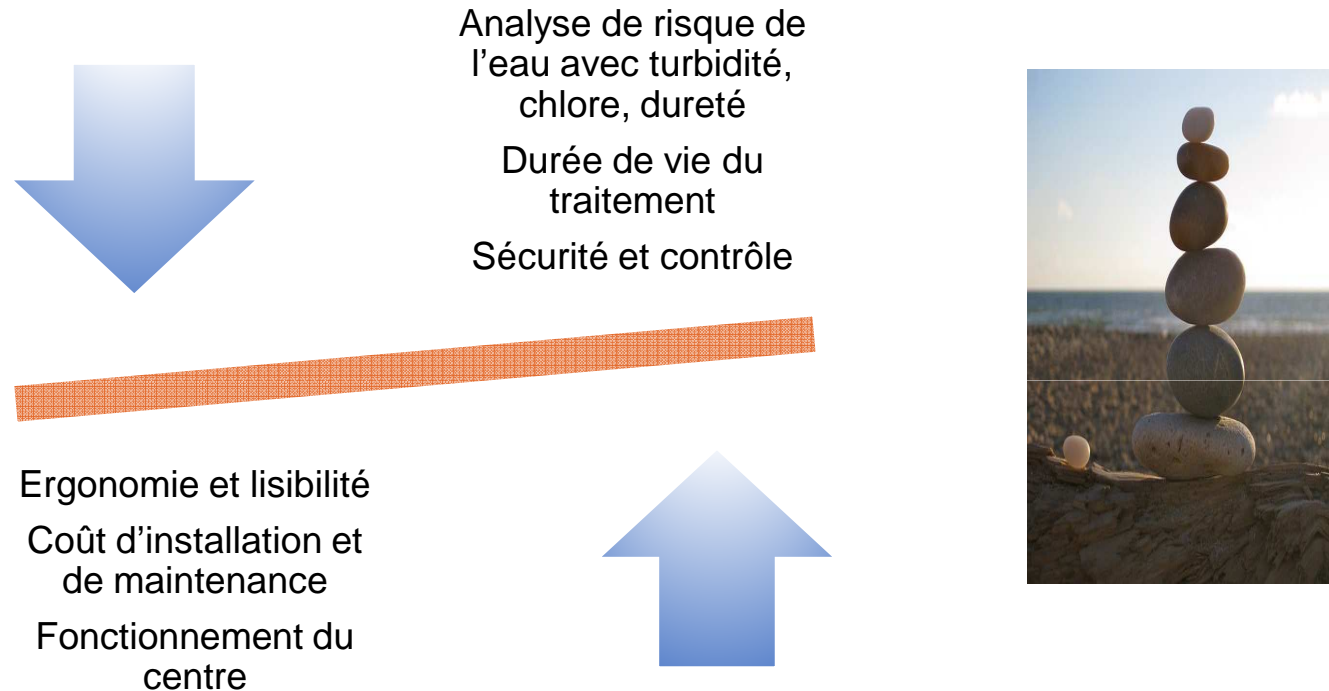 Analyse de risque de
l’eau avec turbidité,
chlore, dureté
Durée de vie du
traitement
Sécurité et contrôle
Ergonomie et lisibilité
Coût d’installation et
de maintenance
Fonctionnement du
centre